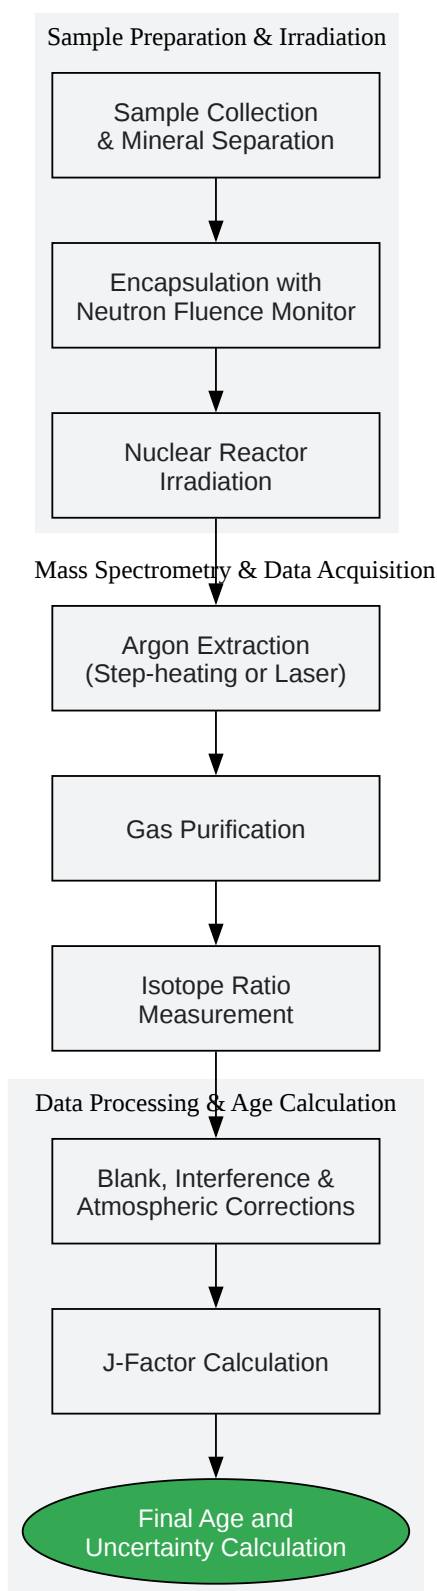 Sample Preparation & Irradiation
Sample Collection
& Mineral Separation
Encapsulation with
Neutron Fluence Monitor
Nuclear Reactor
Irradiation
Mass Spectrometry & Data Acquisition
Argon Extraction
(Step-heating or Laser)
Gas Purification
Isotope Ratio
Measurement
Data Processing & Age Calculation
Blank, Interference &
Atmospheric Corrections
J-Factor Calculation
Final Age and
Uncertainty Calculation